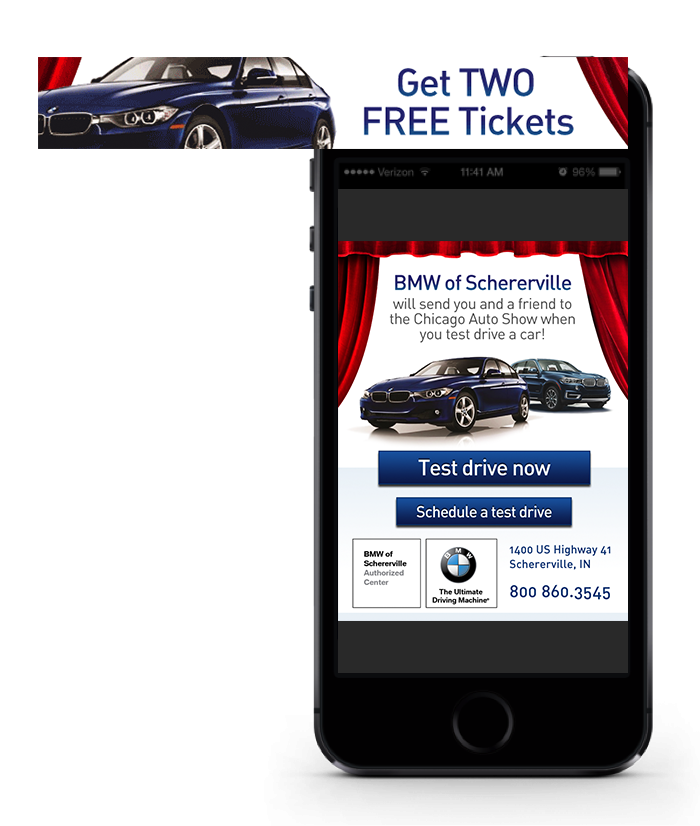 Get TWO
FREE Tickets
Verizon 11:41 AM 96%
BMW of Schererville
will send you and a friend to
the Chicago Auto Show when
you test drive a car!
Test drive now
Schedule a test drive
BMW of
Schererville
Authorized
Center
BMW
The Ultimate
Driving Machine®
1400 US Highway 41
Schererville, IN
800 860.3545